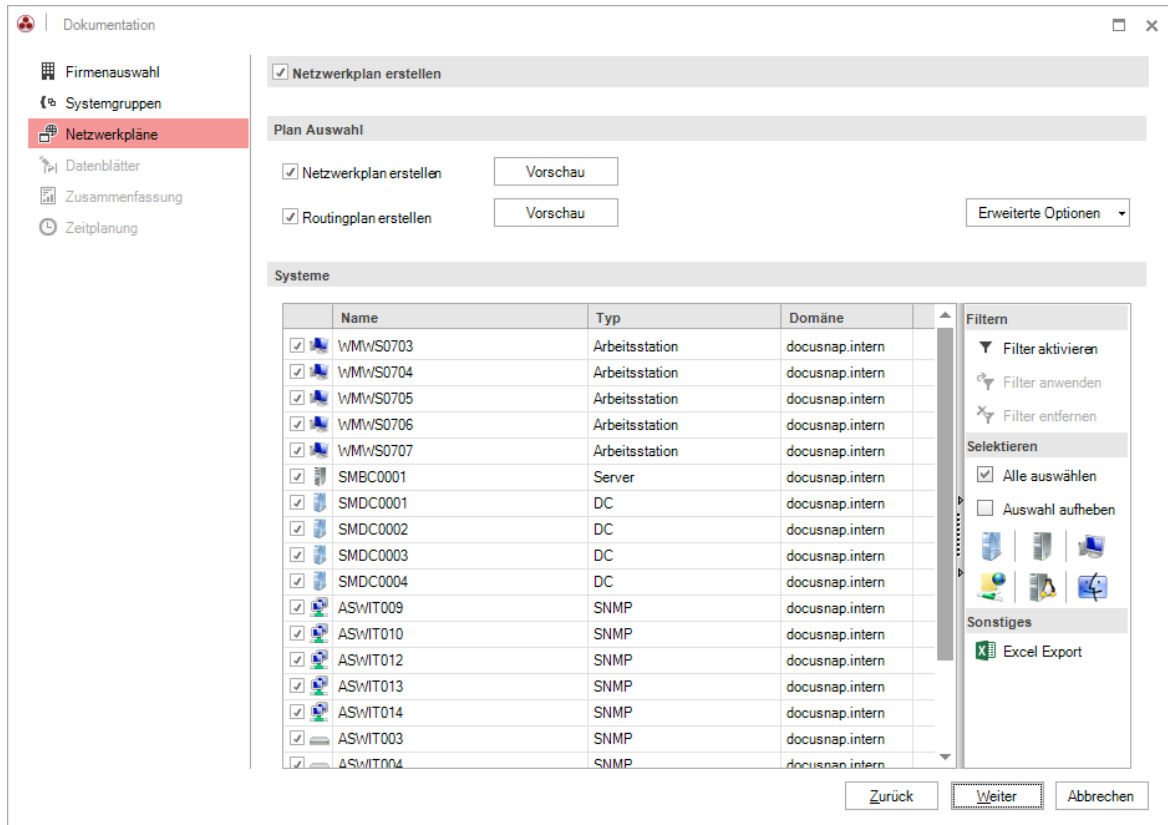 Dokumentation
Firmenauswahl
Systemgruppen
Netzwerkpläne
Datenblätter
Zusammenfassung
Zeitplanung
Netzwerkplan erstellen
Plan Auswahl
Netzwerkplan erstellen Vorschau
Routingplan erstellen Vorschau Erweiterte Optionen
Systeme
Name Typ Domäne
WMWS0703 Arbeitsstation docusnap.intern
WMWS0704 Arbeitsstation docusnap.intern
WMWS0705 Arbeitsstation docusnap.intern
WMWS0706 Arbeitsstation docusnap.intern
WMWS0707 Arbeitsstation docusnap.intern
SMBC0001 Server docusnap.intern
SMDC0001 DC docusnap.intern
SMDC0002 DC docusnap.intern
SMDC0003 DC docusnap.intern
SMDC0004 DC docusnap.intern
ASWIT009 SNMP docusnap.intern
ASWIT010 SNMP docusnap.intern
ASWIT012 SNMP docusnap.intern
ASWIT013 SNMP docusnap.intern
ASWIT014 SNMP docusnap.intern
ASWIT003 SNMP docusnap.intern
ASWIT004 SNMP docusnap.intern
Filtern
Filter aktivieren
Filter anwenden
Filter entfernen
Selektieren
Alle auswählen
Auswahl aufheben
Sonstiges
Excel Export
Zurück Weiter Abbrechen